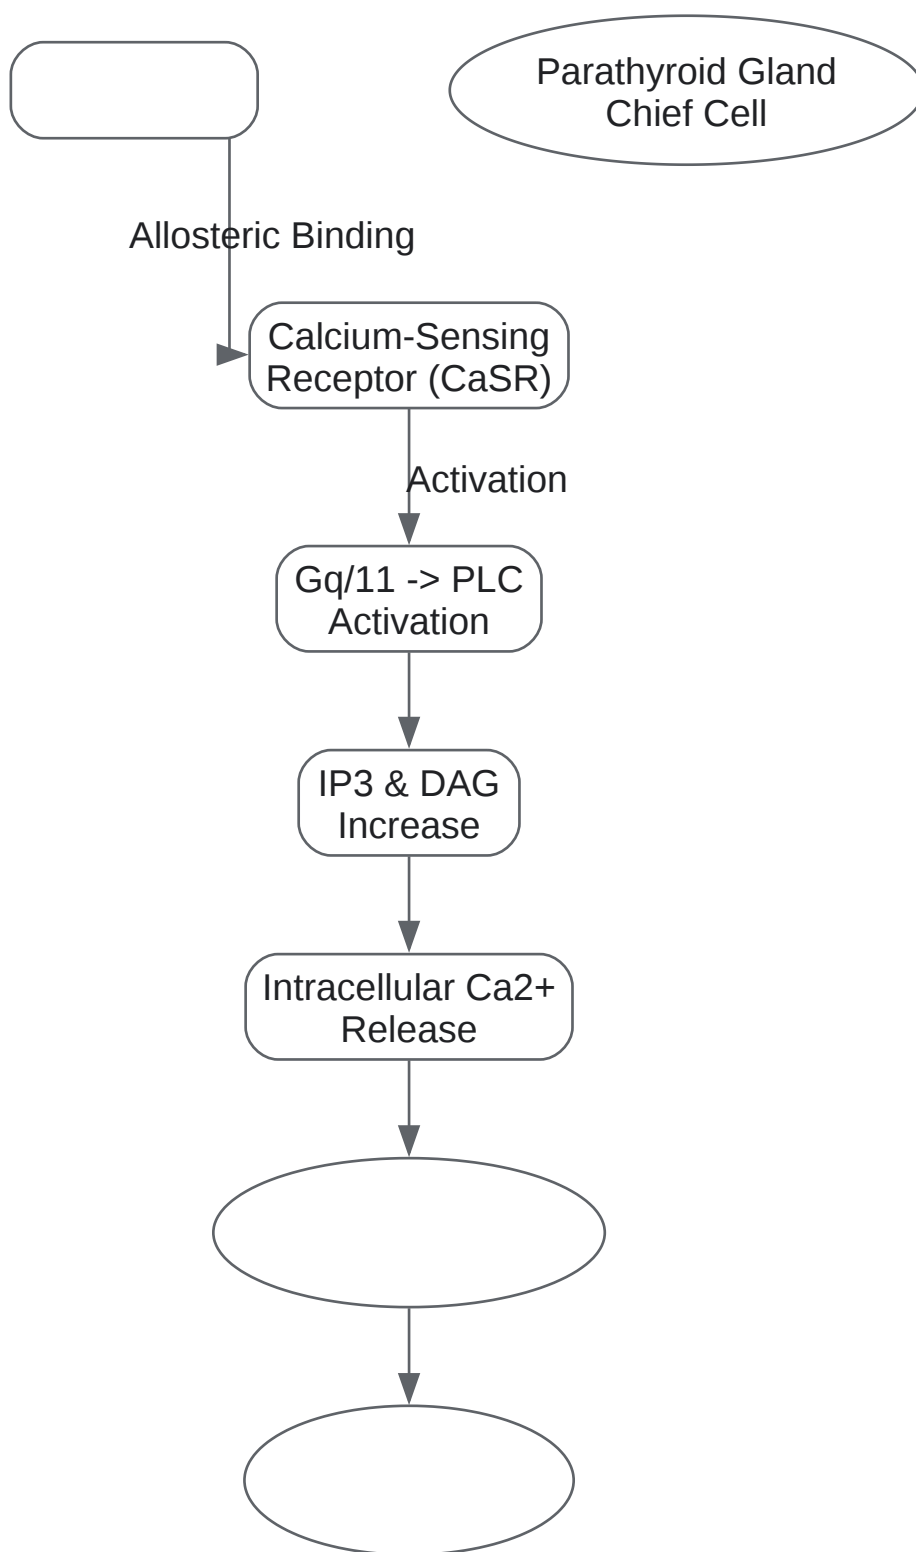 Parathyroid Gland
Chief Cell
Allosteric Binding
Calcium-Sensing
Receptor (CaSR)
Activation
Gq/11 -> PLC
Activation
IP3 & DAG
Increase
Intracellular Ca2+
Release